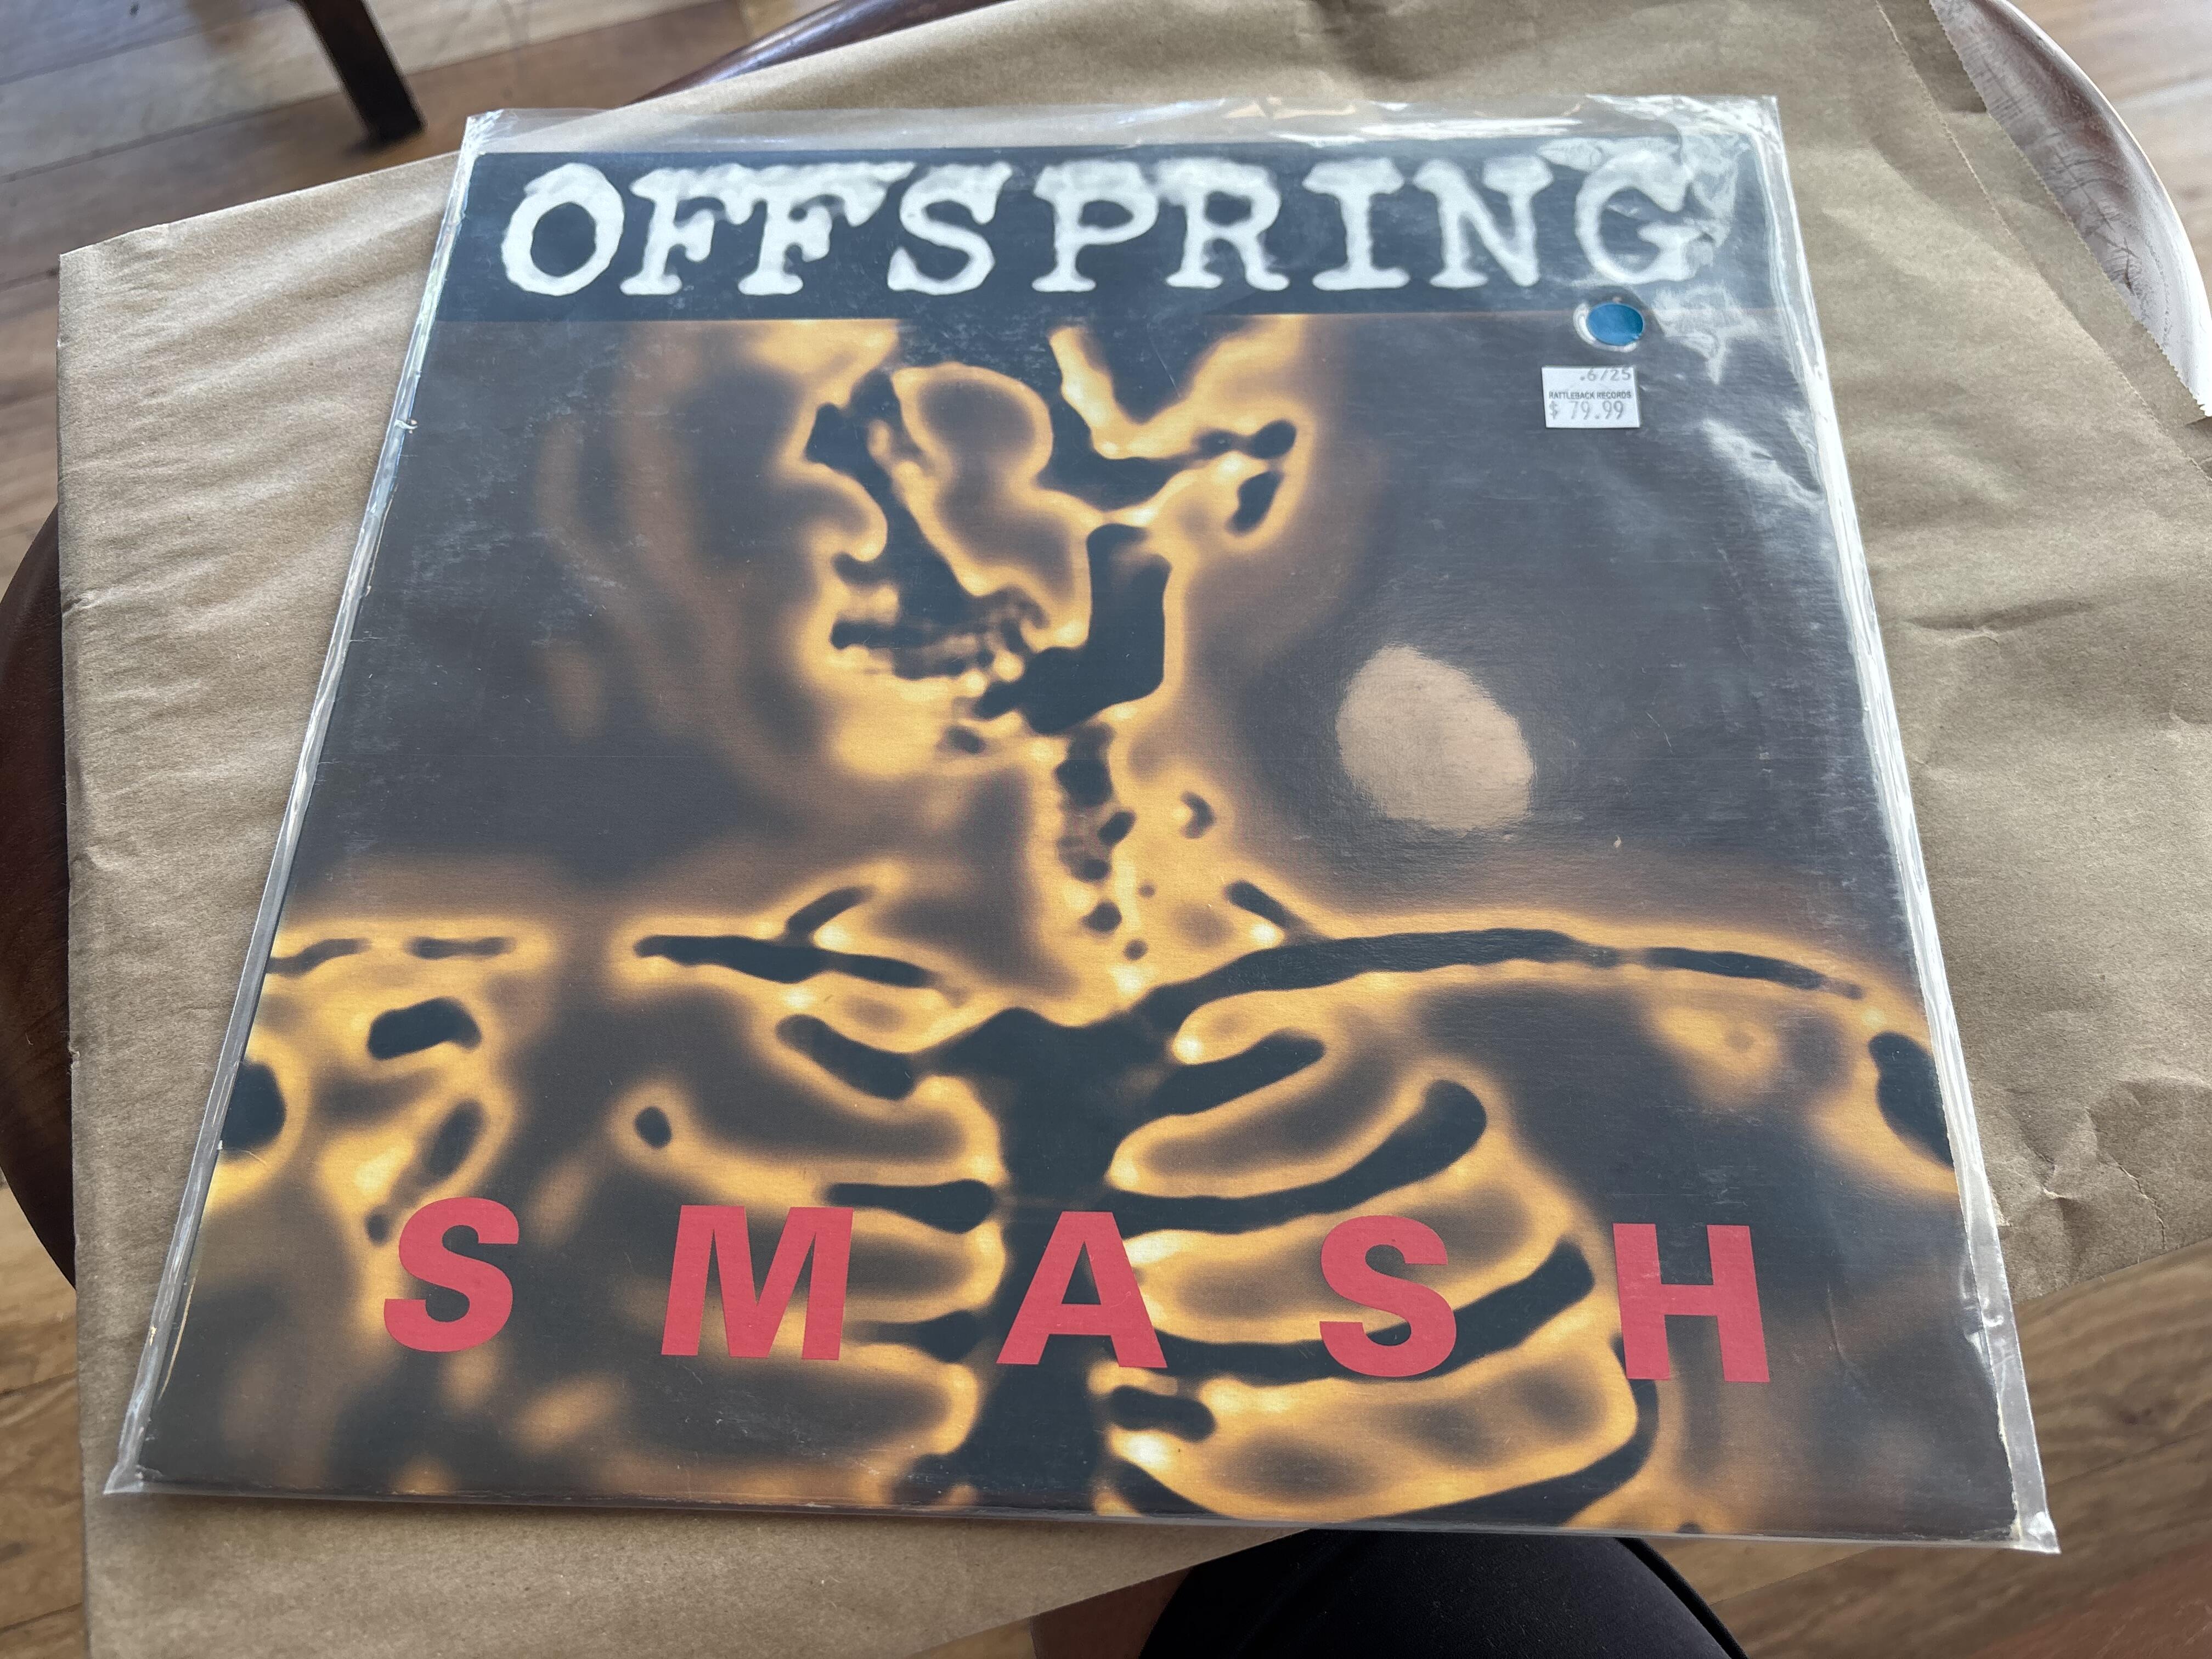 OFFSPRING
.6/25
RATTLEBACK RECORDS
$ 79.99
SMASH